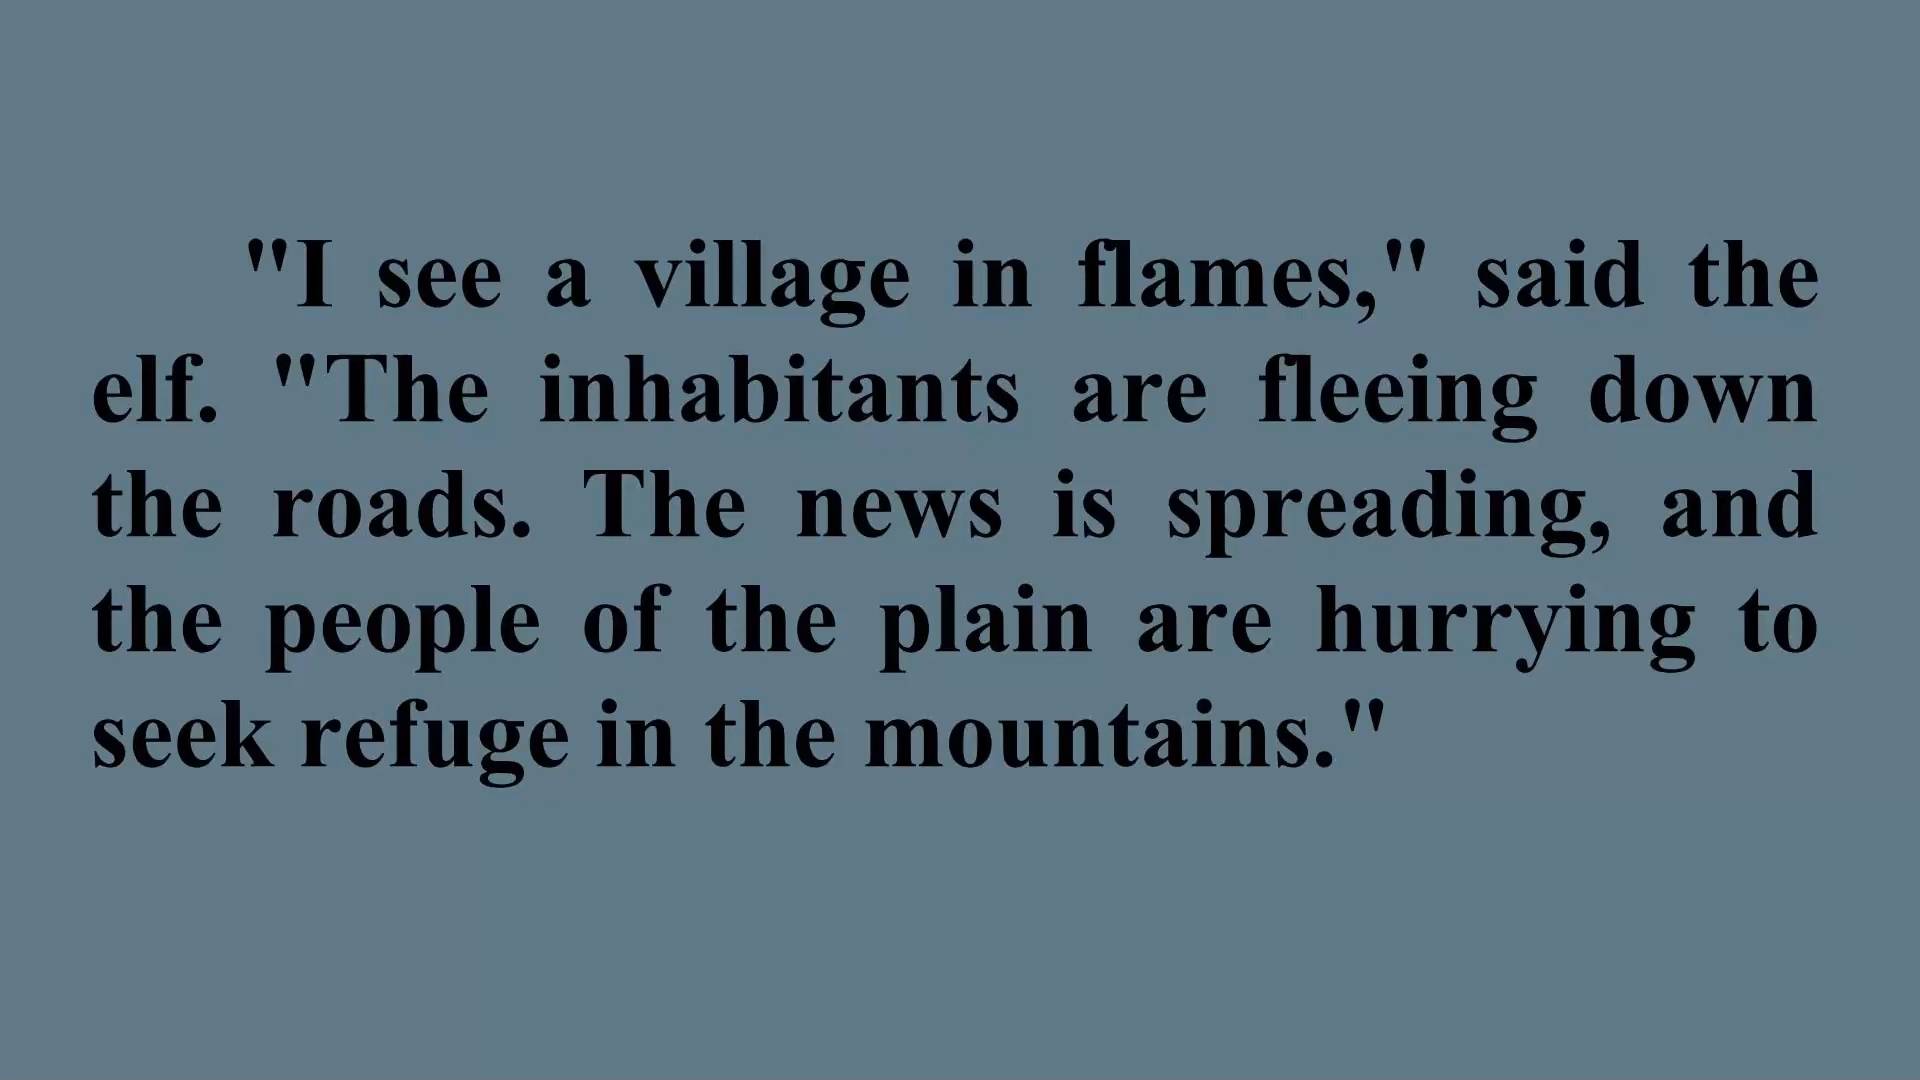 "I see a village in flames," said the
elf. "The inhabitants are fleeing down
the roads. The news is spreading, and
the people of the plain are hurrying to
seek refuge in the mountains."